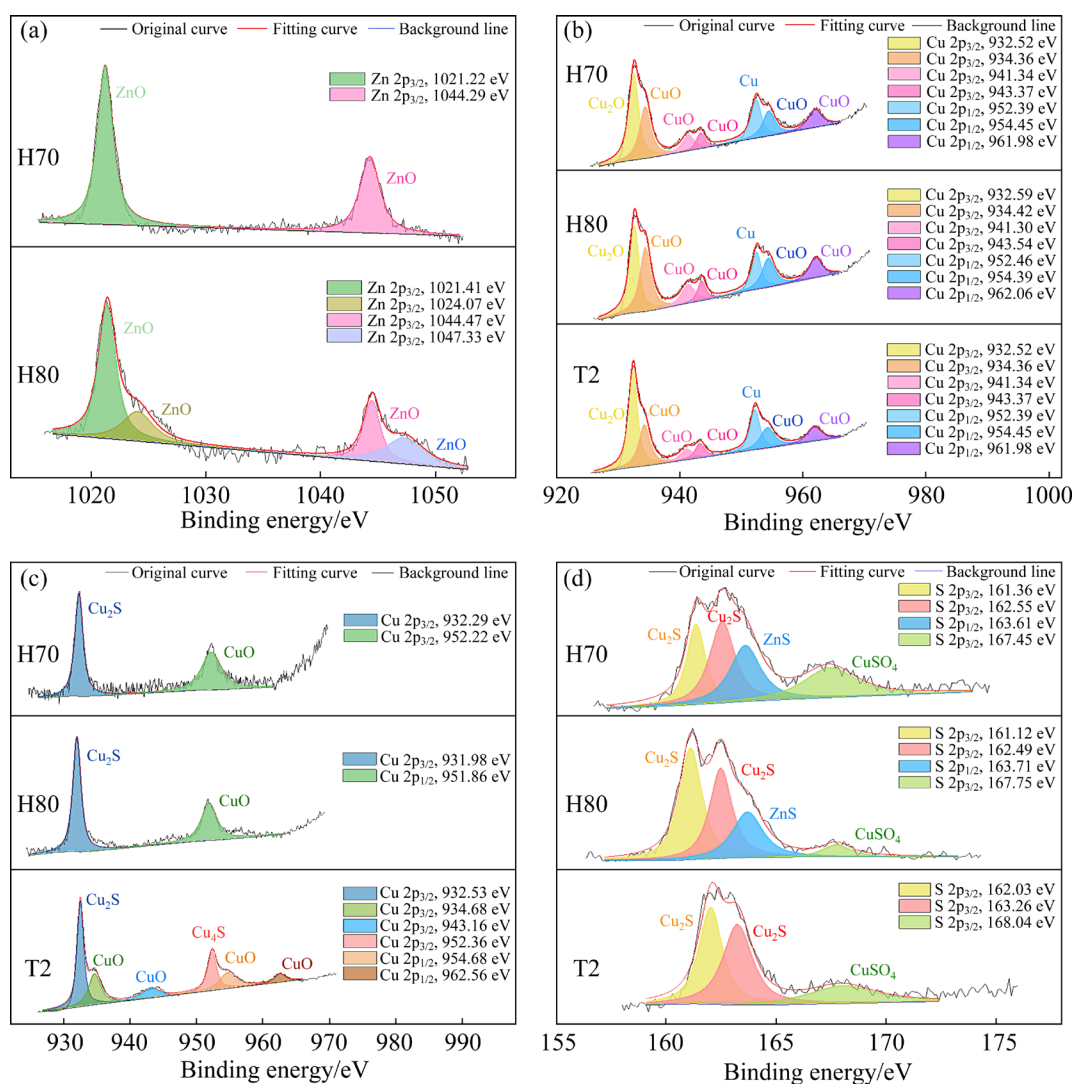 (a)
Original curve Fitting curve Background line
ZnO
Zn 2p3/2, 1021.22 eV
Zn 2p3/2, 1044.29 eV
H70
ZnO
Zn 2p3/2, 1021.41 eV
Zn 2p3/2, 1024.07 eV
Zn 2p3/2, 1044.47 eV
Zn 2p3/2, 1047.33 eV
ZnO
H80
ZnO
ZnO
ZnO
1020 1030 1040 1050
Binding energy/eV
(b)
Original curve Fitting curve Background line
H70
Cu2O
CuO
CuO
CuO
Cu
CuO
CuO
Cu 2p3/2, 932.52 eV
Cu 2p3/2, 934.36 eV
Cu 2p3/2, 941.34 eV
Cu 2p3/2, 943.37 eV
Cu 2p1/2, 952.39 eV
Cu 2p1/2, 954.45 eV
Cu 2p1/2, 961.98 eV
H80
Cu2O
CuO
CuO
CuO
Cu
CuO
CuO
Cu 2p3/2, 932.59 eV
Cu 2p3/2, 934.42 eV
Cu 2p3/2, 941.30 eV
Cu 2p3/2, 943.54 eV
Cu 2p1/2, 952.46 eV
Cu 2p1/2, 954.39 eV
Cu 2p1/2, 962.06 eV
T2
Cu2O
CuO
CuO
CuO
Cu
CuO
CuO
Cu 2p3/2, 932.52 eV
Cu 2p3/2, 934.36 eV
Cu 2p3/2, 941.34 eV
Cu 2p3/2, 943.37 eV
Cu 2p1/2, 952.39 eV
Cu 2p1/2, 954.45 eV
Cu 2p1/2, 961.98 eV
920 940 960 980 1000
Binding energy/eV
(c)
Original curve Fitting curve Background line
Cu2S
CuO
H70
Cu 2p3/2, 932.29 eV
Cu 2p3/2, 952.22 eV
Cu2S
CuO
H80
Cu 2p3/2, 931.98 eV
Cu 2p1/2, 951.86 eV
Cu2S
CuO
CuO
Cu4S
CuO
CuO
T2
Cu 2p3/2, 932.53 eV
Cu 2p3/2, 934.68 eV
Cu 2p3/2, 943.16 eV
Cu 2p3/2, 952.36 eV
Cu 2p1/2, 954.68 eV
Cu 2p1/2, 962.56 eV
930 940 950 960 970 980 990
Binding energy/eV
(d)
Original curve Fitting curve Background line
H70
Cu2S
Cu2S
ZnS
CuSO4
S 2p3/2, 161.36 eV
S 2p3/2, 162.55 eV
S 2p1/2, 163.61 eV
S 2p3/2, 167.45 eV
H80
Cu2S
Cu2S
ZnS
CuSO4
S 2p3/2, 161.12 eV
S 2p3/2, 162.49 eV
S 2p1/2, 163.71 eV
S 2p3/2, 167.75 eV
T2
Cu2S
Cu2S
CuSO4
S 2p3/2, 162.03 eV
S 2p3/2, 163.26 eV
S 2p3/2, 168.04 eV
155 160 165 170 175
Binding energy/eV